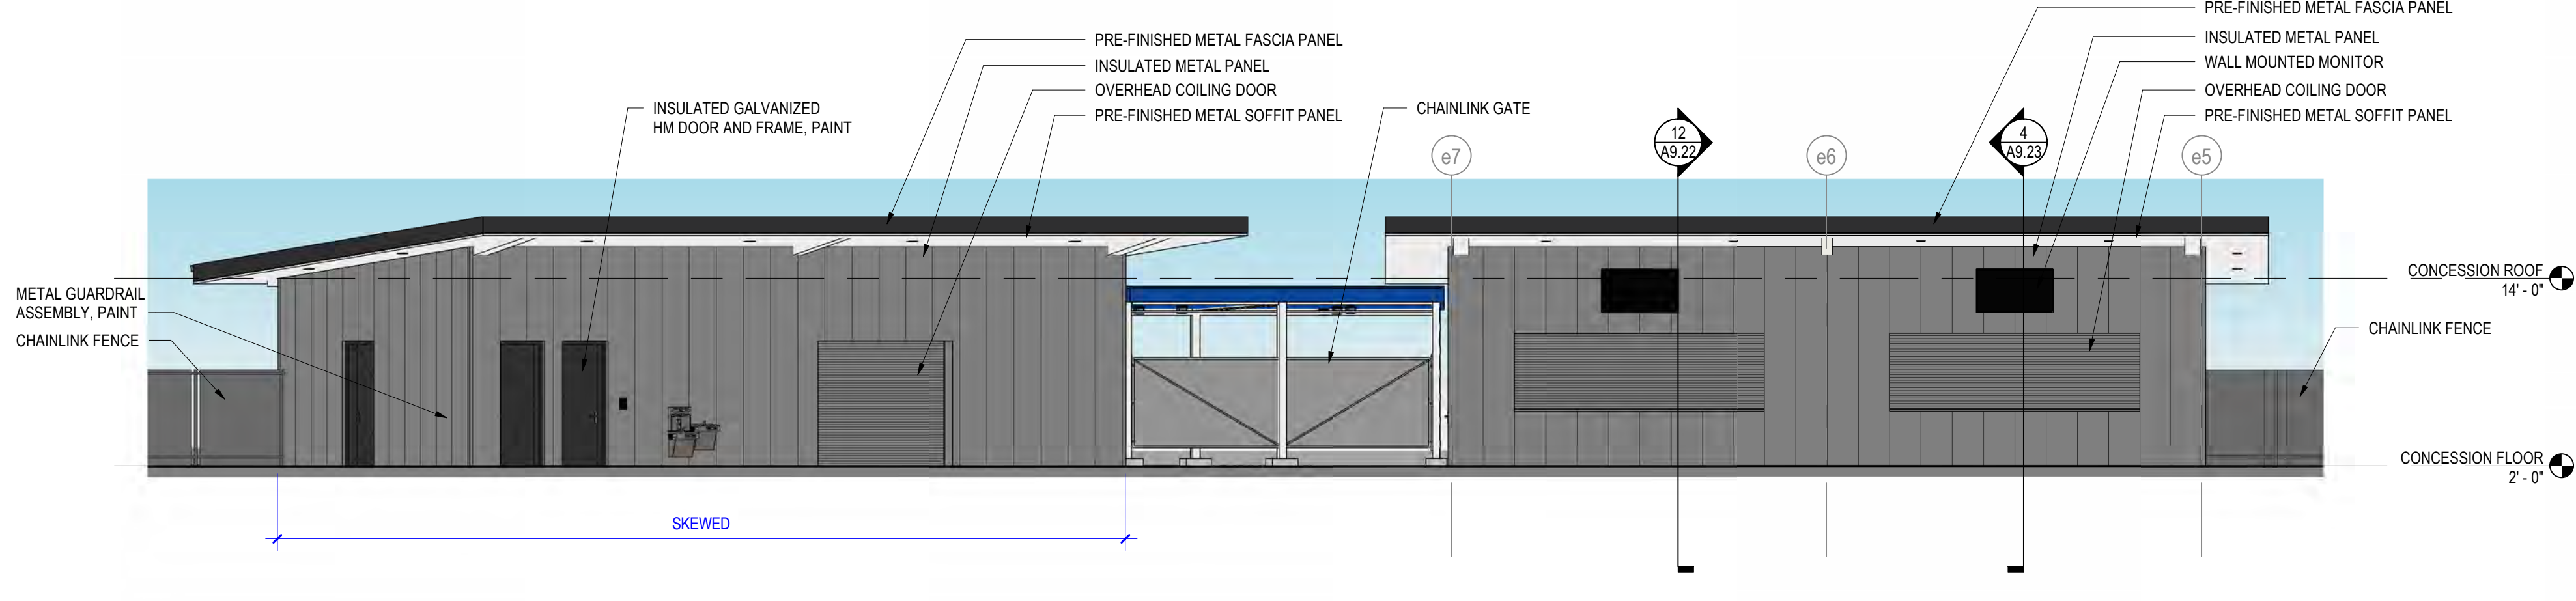 PRE-FINISHED METAL FASCIA PANEL
INSULATED METAL PANEL
OVERHEAD COILING DOOR
PRE-FINISHED METAL SOFFIT PANEL
INSULATED GALVANIZED
HM DOOR AND FRAME, PAINT
CHAINLINK GATE
PRE-FINISHED METAL FASCIA PANEL
INSULATED METAL PANEL
WALL MOUNTED MONITOR
OVERHEAD COILING DOOR
PRE-FINISHED METAL SOFFIT PANEL
e7
12
A9.22
e6
4
A9.23
e5
METAL GUARDRAIL
ASSEMBLY, PAINT
CHAINLINK FENCE
CONCESSION ROOF
14' - 0"
CHAINLINK FENCE
CONCESSION FLOOR
2' - 0"
SKEWED